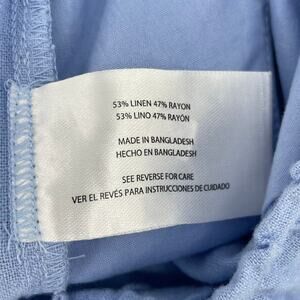 53% LINEN 47% RAYON
53% LINO 47% RAYÓN
MADE IN BANGLADESH
HECHO EN BANGLADESH
SEE REVERSE FOR CARE
VER EL REVÉS PARA INSTRUCCIONES DE CUIDADO